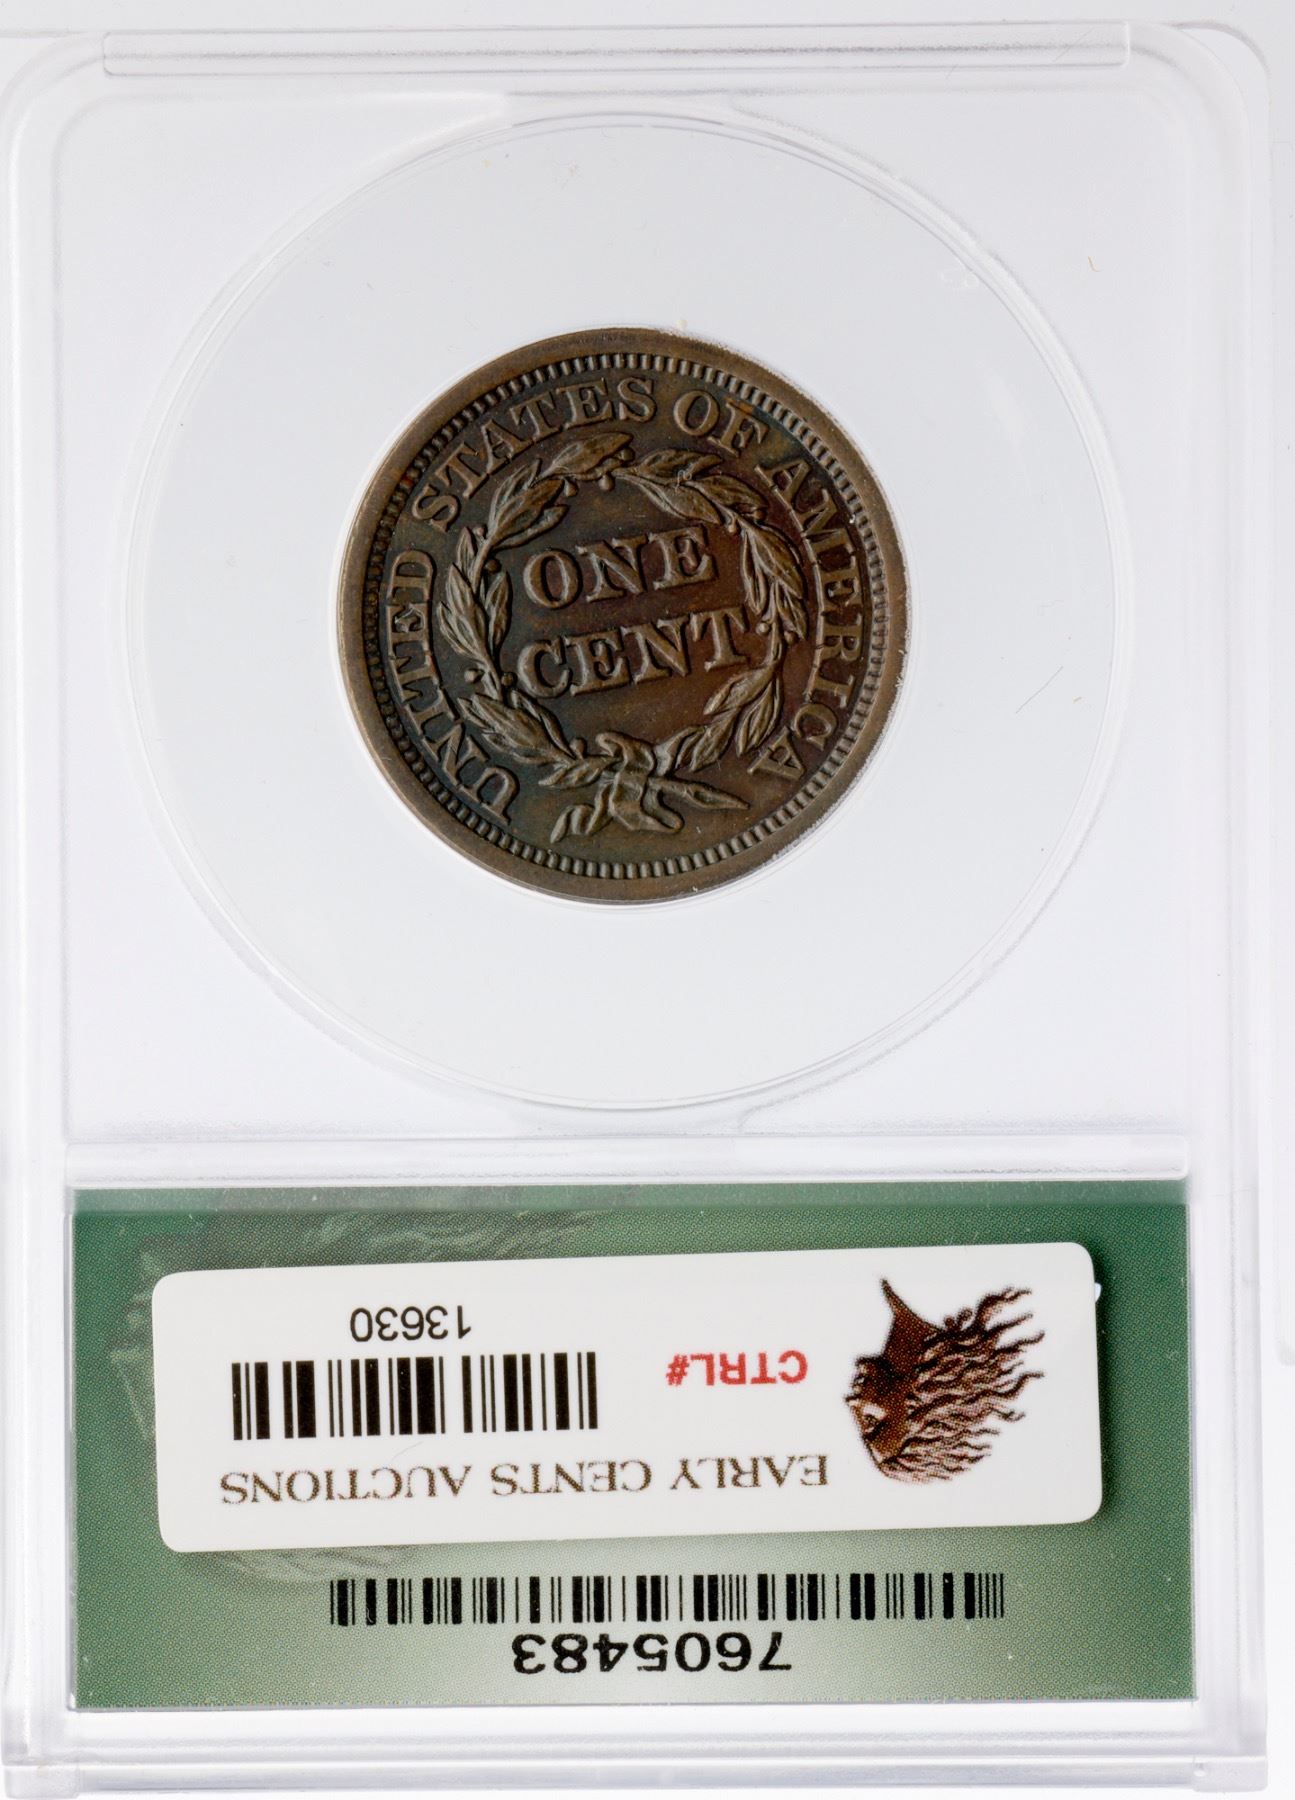 UNITED STATES OF AMERICA
ONE
CENT
EARLY CENTS AUCTIONS
CTRL#
13630
7605483